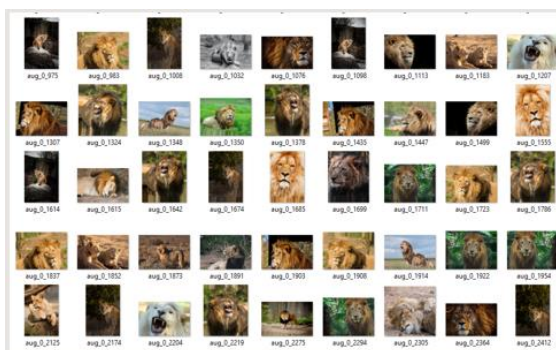 aug_0_975 aug_0_983 aug_0_1008 aug_0_1032 aug_0_1076 aug_0_1098 aug_0_1113 aug_0_1183 aug_0_1207
aug_0_1307 aug_0_1324 aug_0_1348 aug_0_1350 aug_0_1378 aug_0_1435 aug_0_1447 aug_0_1499 aug_0_1555
aug_0_1614 aug_0_1615 aug_0_1642 aug_0_1674 aug_0_1685 aug_0_1699 aug_0_1711 aug_0_1723 aug_0_1786
aug_0_1837 aug_0_1852 aug_0_1873 aug_0_1891 aug_0_1903 aug_0_1908 aug_0_1914 aug_0_1922 aug_0_1954
aug_0_2125 aug_0_2174 aug_0_2204 aug_0_2219 aug_0_2275 aug_0_2294 aug_0_2305 aug_0_2364 aug_0_2412